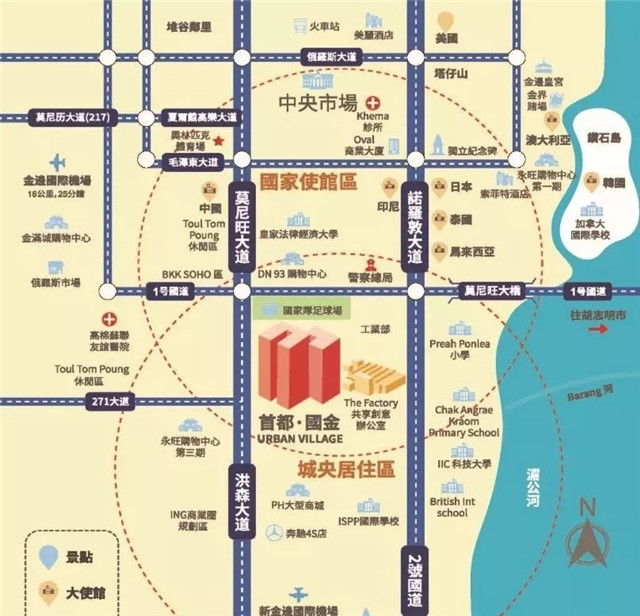 堆谷鄰里
火車站
美麗酒店
美國
俄羅斯大道
塔仔山
金邊皇宮
金界
賭場
中央市場
Khema
診所
莫尼历大道(217)
夏爾戴高樂大道
奧林匹克
體育場
Oval
商業大廈
獨立紀念碑
澳大利亞
鑽石島
毛澤東大道
永旺購物中心
第一期
金邊國際機場
16公里,25分鐘
中國
國家使館區
印尼
日本
索菲特酒店
韓國
莫尼旺大道
諾羅敦大道
Toul Tom
Poung
休閒區
皇家法律經濟大學
泰國
加拿大
國際學校
金滿城購物中心
馬來西亞
俄羅斯市場
BKK SOHO 區
DN 93 購物中心
警察總局
1号國道
莫尼旺大橋
1号國道
往胡志明市
國家隊足球場
工業部
高棉蘇聯
友誼醫院
Preah Ponlea
小學
Toul Tom Poung
休閒區
The Factory
共享創意
辦公室
Barang 河
271大道
首都·國金
URBAN VILLAGE
Chak Angrae
Kraom
Primary School
永旺購物中心
第三期
城央居住區
IIC 科技大學
湄公河
洪森大道
PH大型商城
British Int
school
ING商業圈
規劃區
ISPP國際學校
奔馳4S店
N
2號國道
景點
大使館
新金邊國際機場